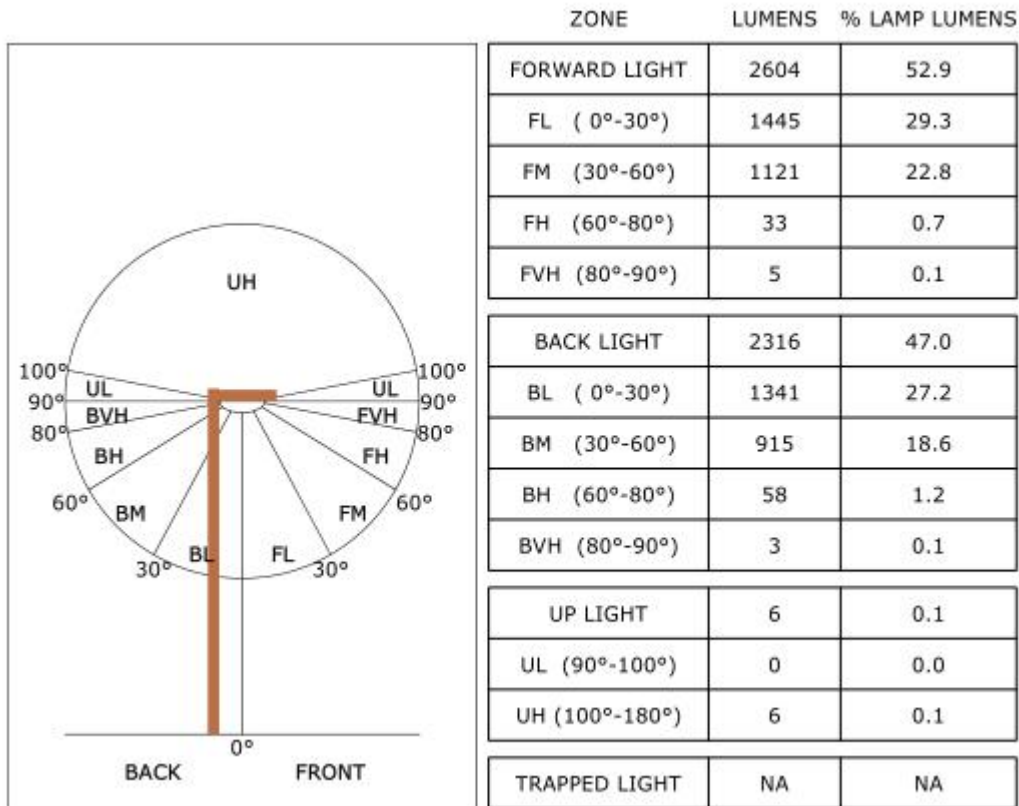 ZONE LUMENS % LAMP LUMENS
FORWARD LIGHT 2604 52.9
FL ( 0°-30°) 1445 29.3
FM (30°-60°) 1121 22.8
FH (60°-80°) 33 0.7
FVH (80°-90°) 5 0.1
BACK LIGHT 2316 47.0
BL ( 0°-30°) 1341 27.2
BM (30°-60°) 915 18.6
BH (60°-80°) 58 1.2
BVH (80°-90°) 3 0.1
UP LIGHT 6 0.1
UL (90°-100°) 0 0.0
UH (100°-180°) 6 0.1
TRAPPED LIGHT NA NA
UH
100° 100°
UL UL
90° 90°
BVH FVH
80° 80°
BH FH
60° 60°
BM FM
BL FL
30° 30°
0°
BACK FRONT